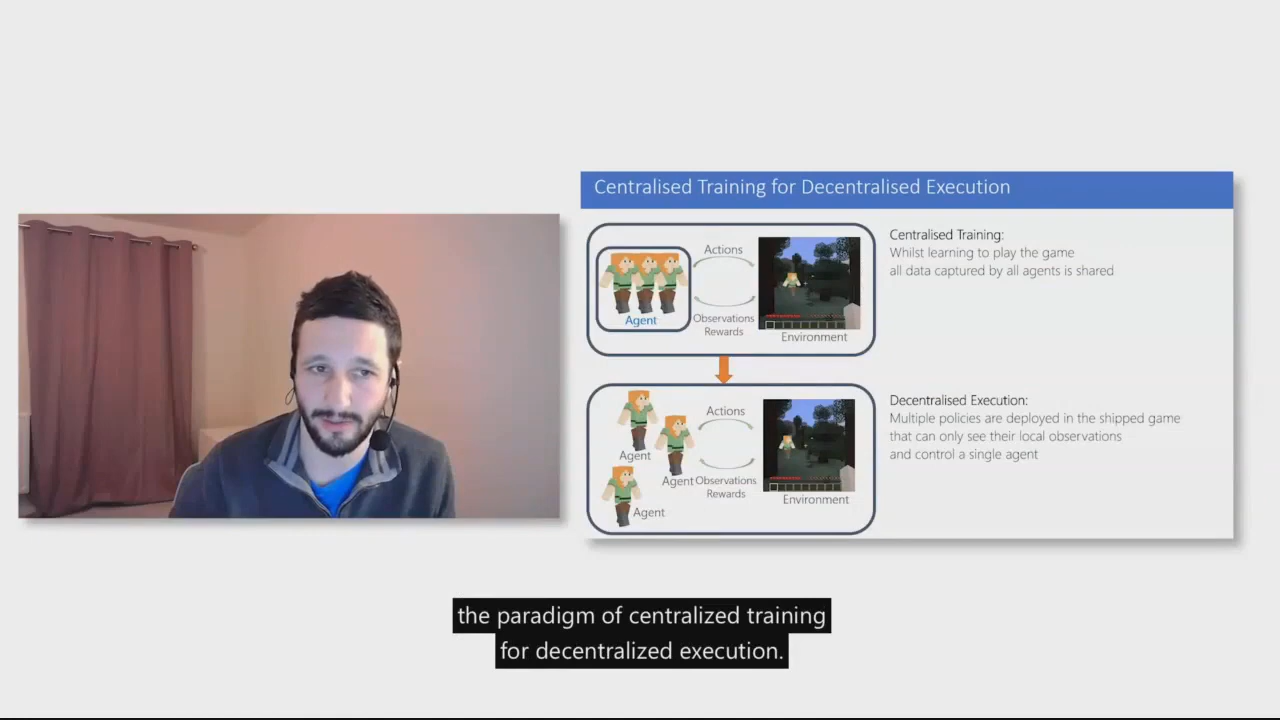 Centralised Training for Decentralised Execution
Actions
Agent
Observations
Rewards
Environment
Centralised Training:
Whilst learning to play the game
all data captured by all agents is shared
Actions
Agent
Agent
Observations
Rewards
Agent
Environment
Decentralised Execution:
Multiple policies are deployed in the shipped game
that can only see their local observations
and control a single agent
the paradigm of centralized training
for decentralized execution.